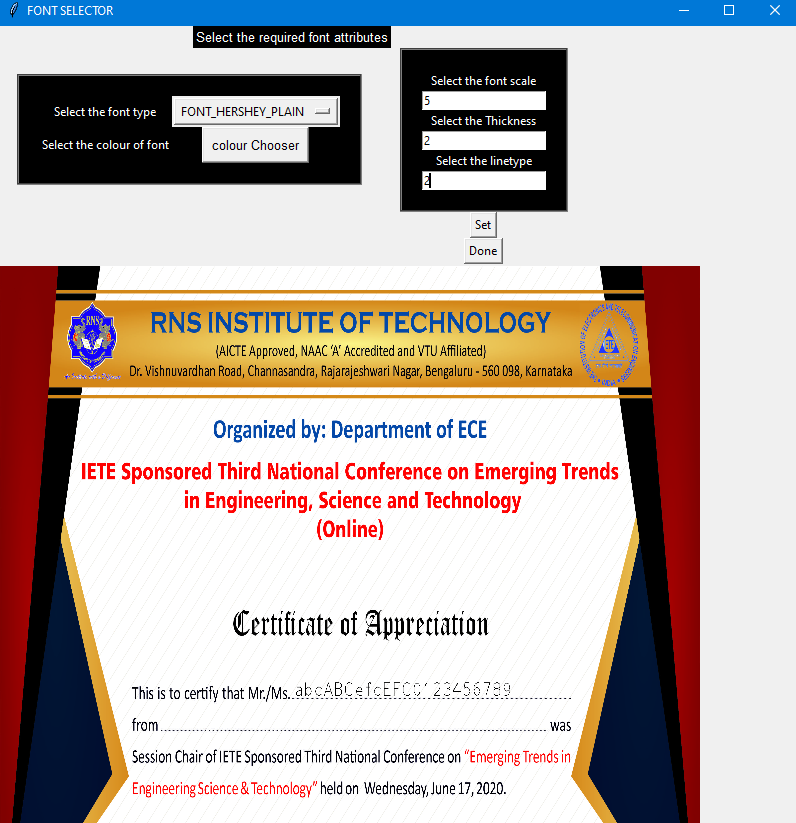 FONT SELECTOR
Select the required font attributes
Select the font type FONT_HERSHEY_PLAIN
Select the colour of font colour Chooser
Select the font scale
5
Select the Thickness
2
Select the linetype
2
Set
Done
RNS INSTITUTE OF TECHNOLOGY
(AICTE Approved, NAAC 'A' Accredited and VTU Affiliated)
Dr. Vishnuvardhan Road, Channasandra, Rajarajeshwari Nagar, Bengaluru - 560 098, Karnataka
RNS
IETE
Organized by: Department of ECE
IETE Sponsored Third National Conference on Emerging Trends
in Engineering, Science and Technology
(Online)
Certificate of Appreciation
This is to certify that Mr./Ms. abcABCefcEFC0123456789
from was
Session Chair of IETE Sponsored Third National Conference on “Emerging Trends in
Engineering Science & Technology” held on Wednesday, June 17, 2020.